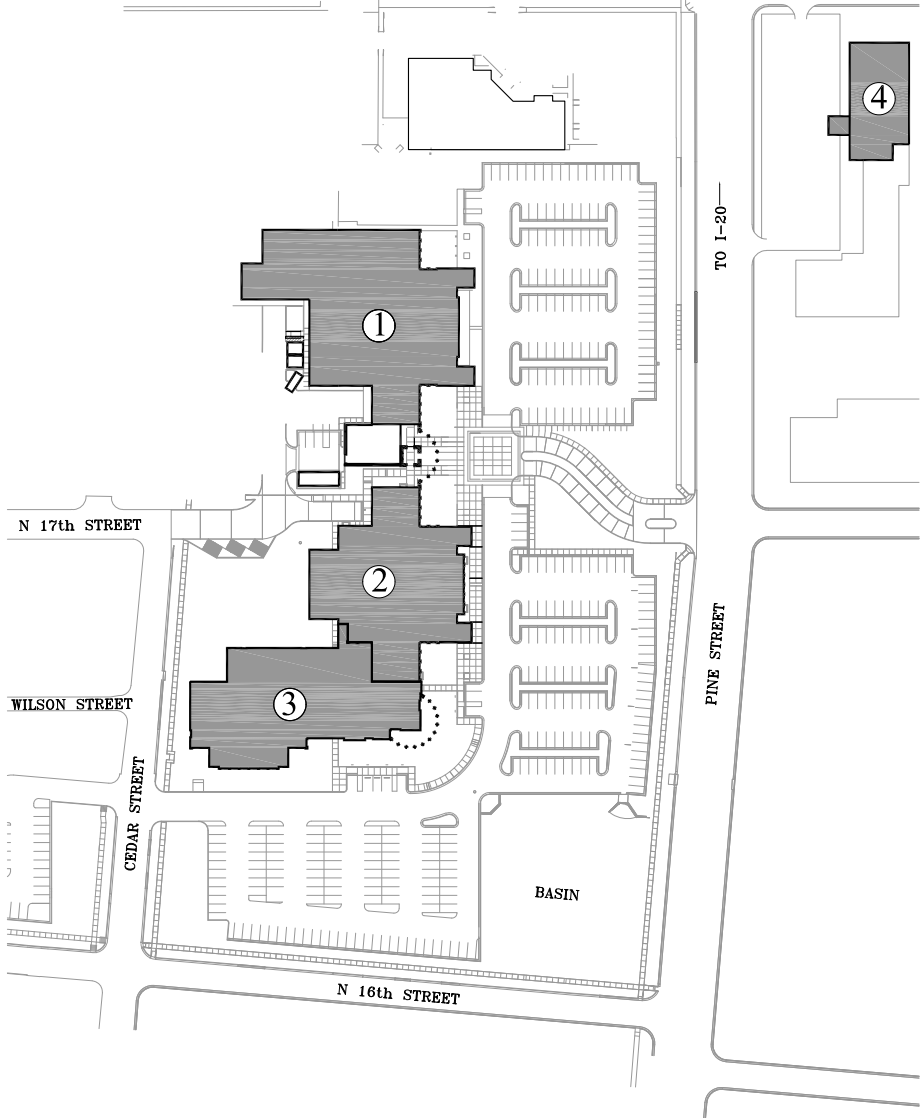 4
TO I-20
1
N 17th STREET
2
PINE STREET
WILSON STREET
3
CEDAR STREET
BASIN
N 16th STREET